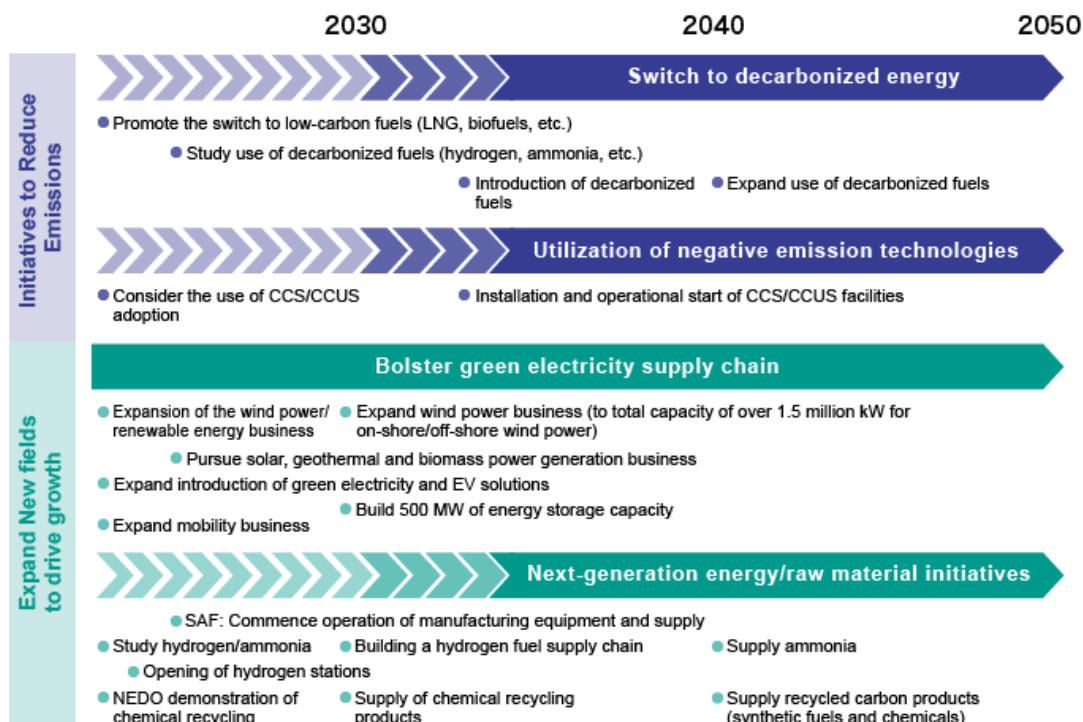 2030 2040 2050
Initiatives to Reduce
Emissions
Switch to decarbonized energy
Promote the switch to low-carbon fuels (LNG, biofuels, etc.)
Study use of decarbonized fuels (hydrogen, ammonia, etc.)
Introduction of decarbonized
fuels
Expand use of decarbonized fuels
Utilization of negative emission technologies
Consider the use of CCS/CCUS
adoption
Installation and operational start of CCS/CCUS facilities
Expand New fields
to drive growth
Bolster green electricity supply chain
Expansion of the wind power/
renewable energy business
Expand wind power business (to total capacity of over 1.5 million kW for
on-shore/off-shore wind power)
Pursue solar, geothermal and biomass power generation business
Expand introduction of green electricity and EV solutions
Build 500 MW of energy storage capacity
Expand mobility business
Next-generation energy/raw material initiatives
SAF: Commence operation of manufacturing equipment and supply
Study hydrogen/ammonia
Building a hydrogen fuel supply chain
Supply ammonia
Opening of hydrogen stations
NEDO demonstration of
chemical recycling
Supply of chemical recycling
products
Supply recycled carbon products
(synthetic fuels and chemicals)